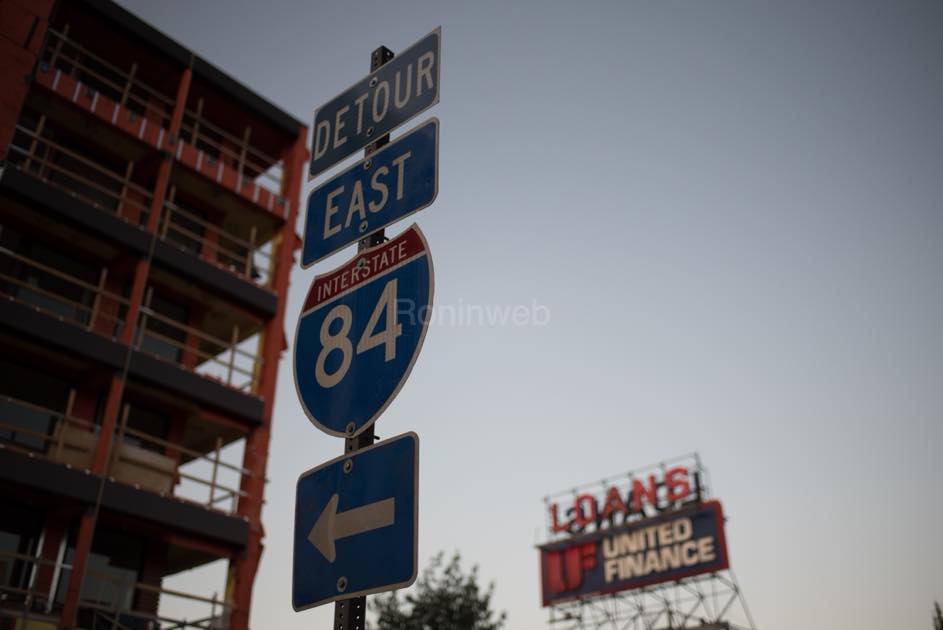 DETOUR
EAST
INTERSTATE
84
Roninweb
LOANS
UF UNITED
FINANCE